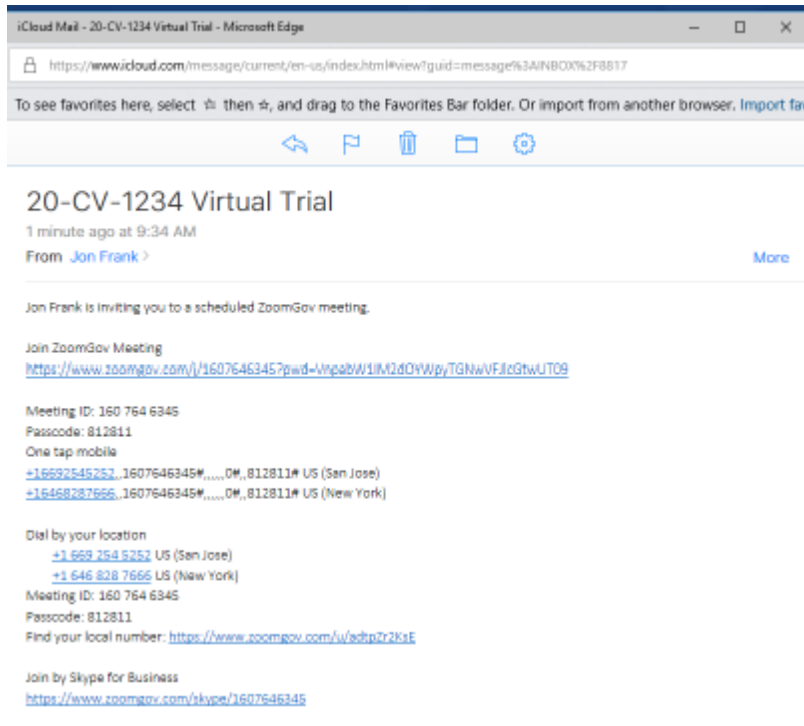 iCloud Mail - 20-CV-1234 Virtual Trial - Microsoft Edge
https://www.icloud.com/message/current/en-us/index.html#view?guid=message%3AINBOX%2F8817
To see favorites here, select ☆ then ☆, and drag to the Favorites Bar folder. Or import from another browser. Import fa
20-CV-1234 Virtual Trial
1 minute ago at 9:34 AM
From Jon Frank >
More
Jon Frank is inviting you to a scheduled ZoomGov meeting.
Join ZoomGov Meeting
Meeting ID: 160 764 6345
Passcode: 812811
One tap mobile
+16692545252,,1607646345#,,,,,,0#,,812811# US (San Jose)
+16468287666,,1607646345#,,,,,,0#,,812811# US (New York)
Dial by your location
+1 669 254 5252 US (San Jose)
+1 646 828 7666 US (New York)
Meeting ID: 160 764 6345
Passcode: 812811
Find your local number: https://www.zoomgov.com/u/adtpZr2KsE
Join by Skype for Business
https://www.zoomgov.com/skype/1607646345